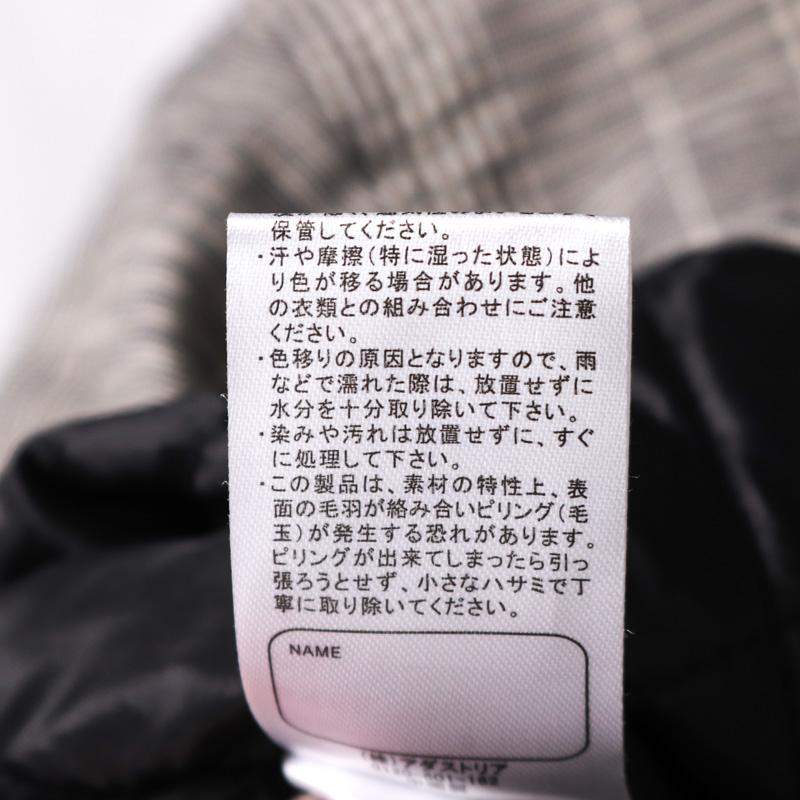 保管してください。
・汗や摩擦(特に湿った状態)によ
り色が移る場合があります。他
の衣類との組み合わせにご注意
ください。
・色移りの原因となりますので、雨
などで濡れた際は、放置せずに
水分を十分取り除いて下さい。
・染みや汚れは放置せずに、すぐ
に処理して下さい。
・この製品は、素材の特性上、表
面の毛羽が絡み合いピリング(毛
玉)が発生する恐れがあります。
ピリングが出来てしまったら引っ
張ろうとせず、小さなハサミで丁
寧に取り除いてください。
NAME
(株)アダストリア